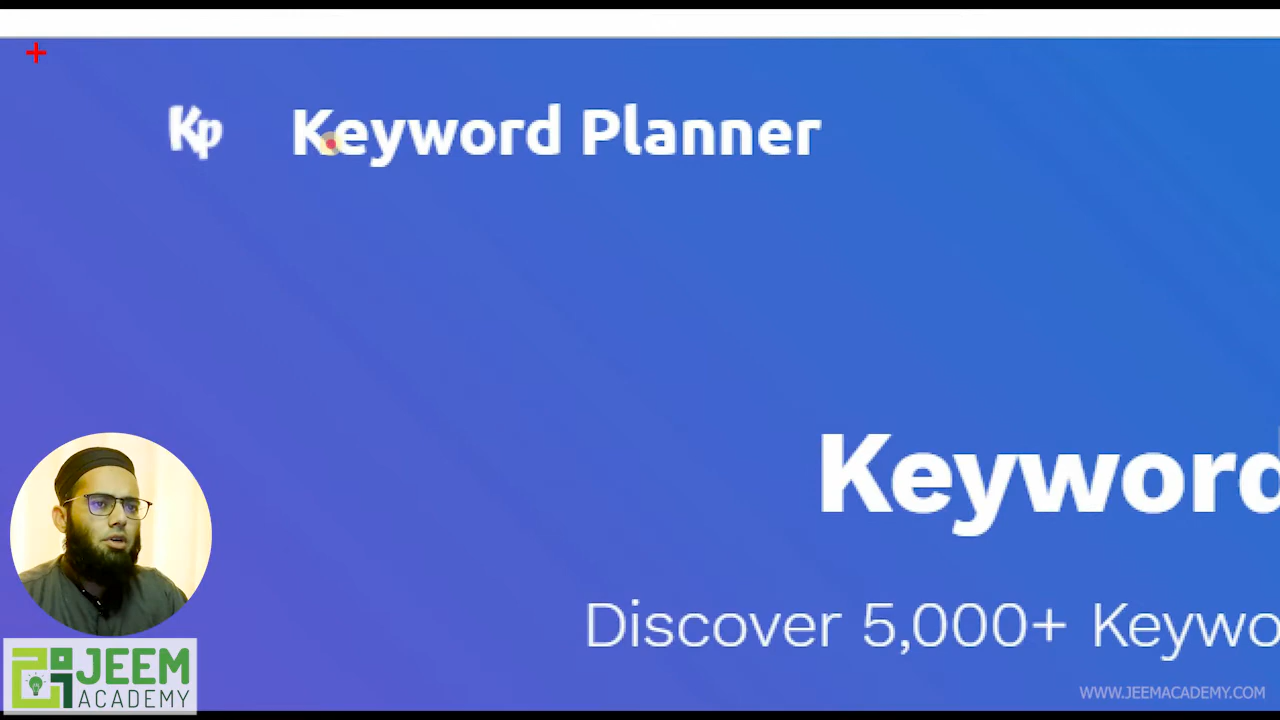 Kp Keyword Planner
Keyword
Discover 5,000+ Keywo
JEEM
ACADEMY
WWW.JEEMACADEMY.COM